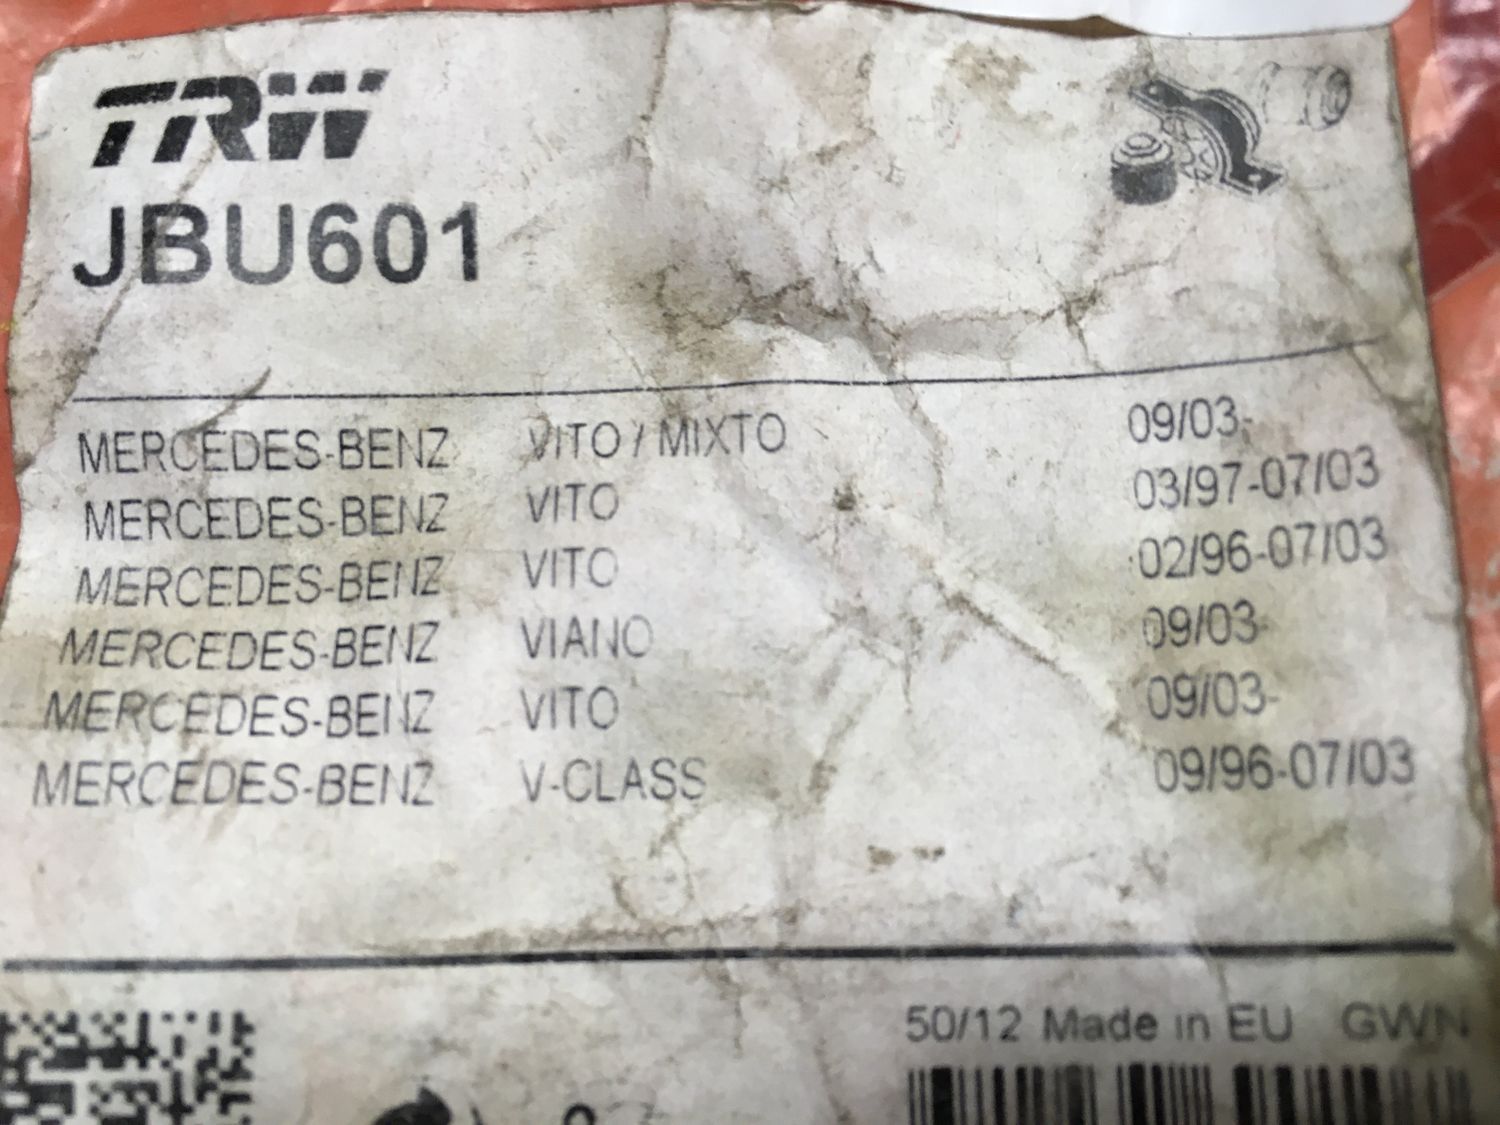 TRW
JBU601
MERCEDES-BENZ VITO / MIXTO 09/03-
MERCEDES-BENZ VITO 03/97-07/03
MERCEDES-BENZ VITO 02/96-07/03
MERCEDES-BENZ VIANO 09/03-
MERCEDES-BENZ VITO 09/03-
MERCEDES-BENZ V-CLASS 09/96-07/03
50/12 Made in EU GWN